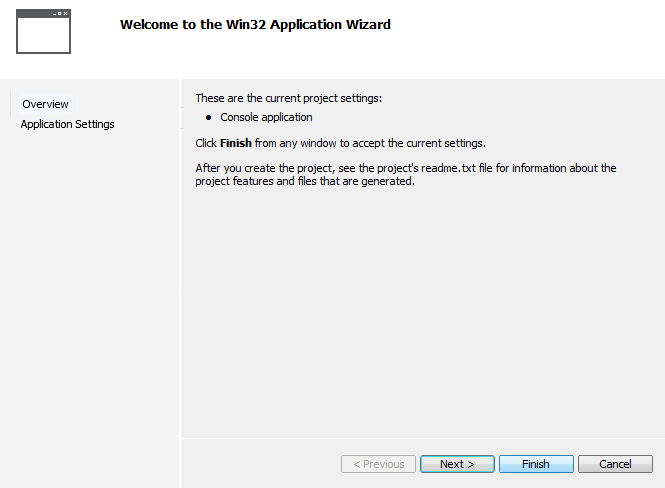 Welcome to the Win32 Application Wizard
Overview
Application Settings
These are the current project settings:
● Console application
Click Finish from any window to accept the current settings.
After you create the project, see the project's readme.txt file for information about the
project features and files that are generated.
< Previous
Next >
Finish
Cancel